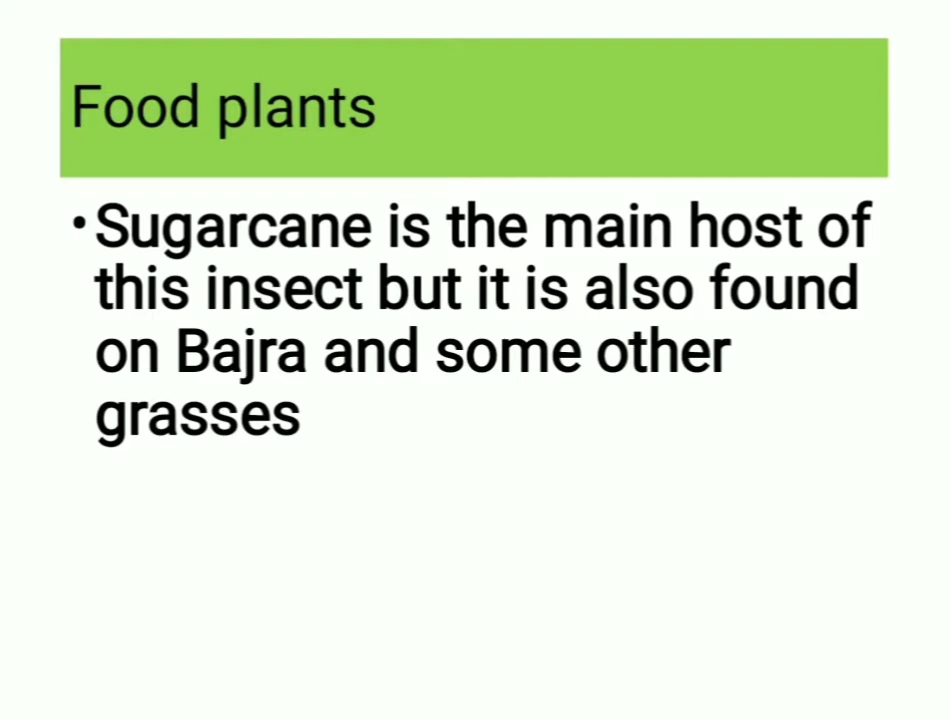 Food plants
•Sugarcane is the main host of
this insect but it is also found
on Bajra and some other
grasses